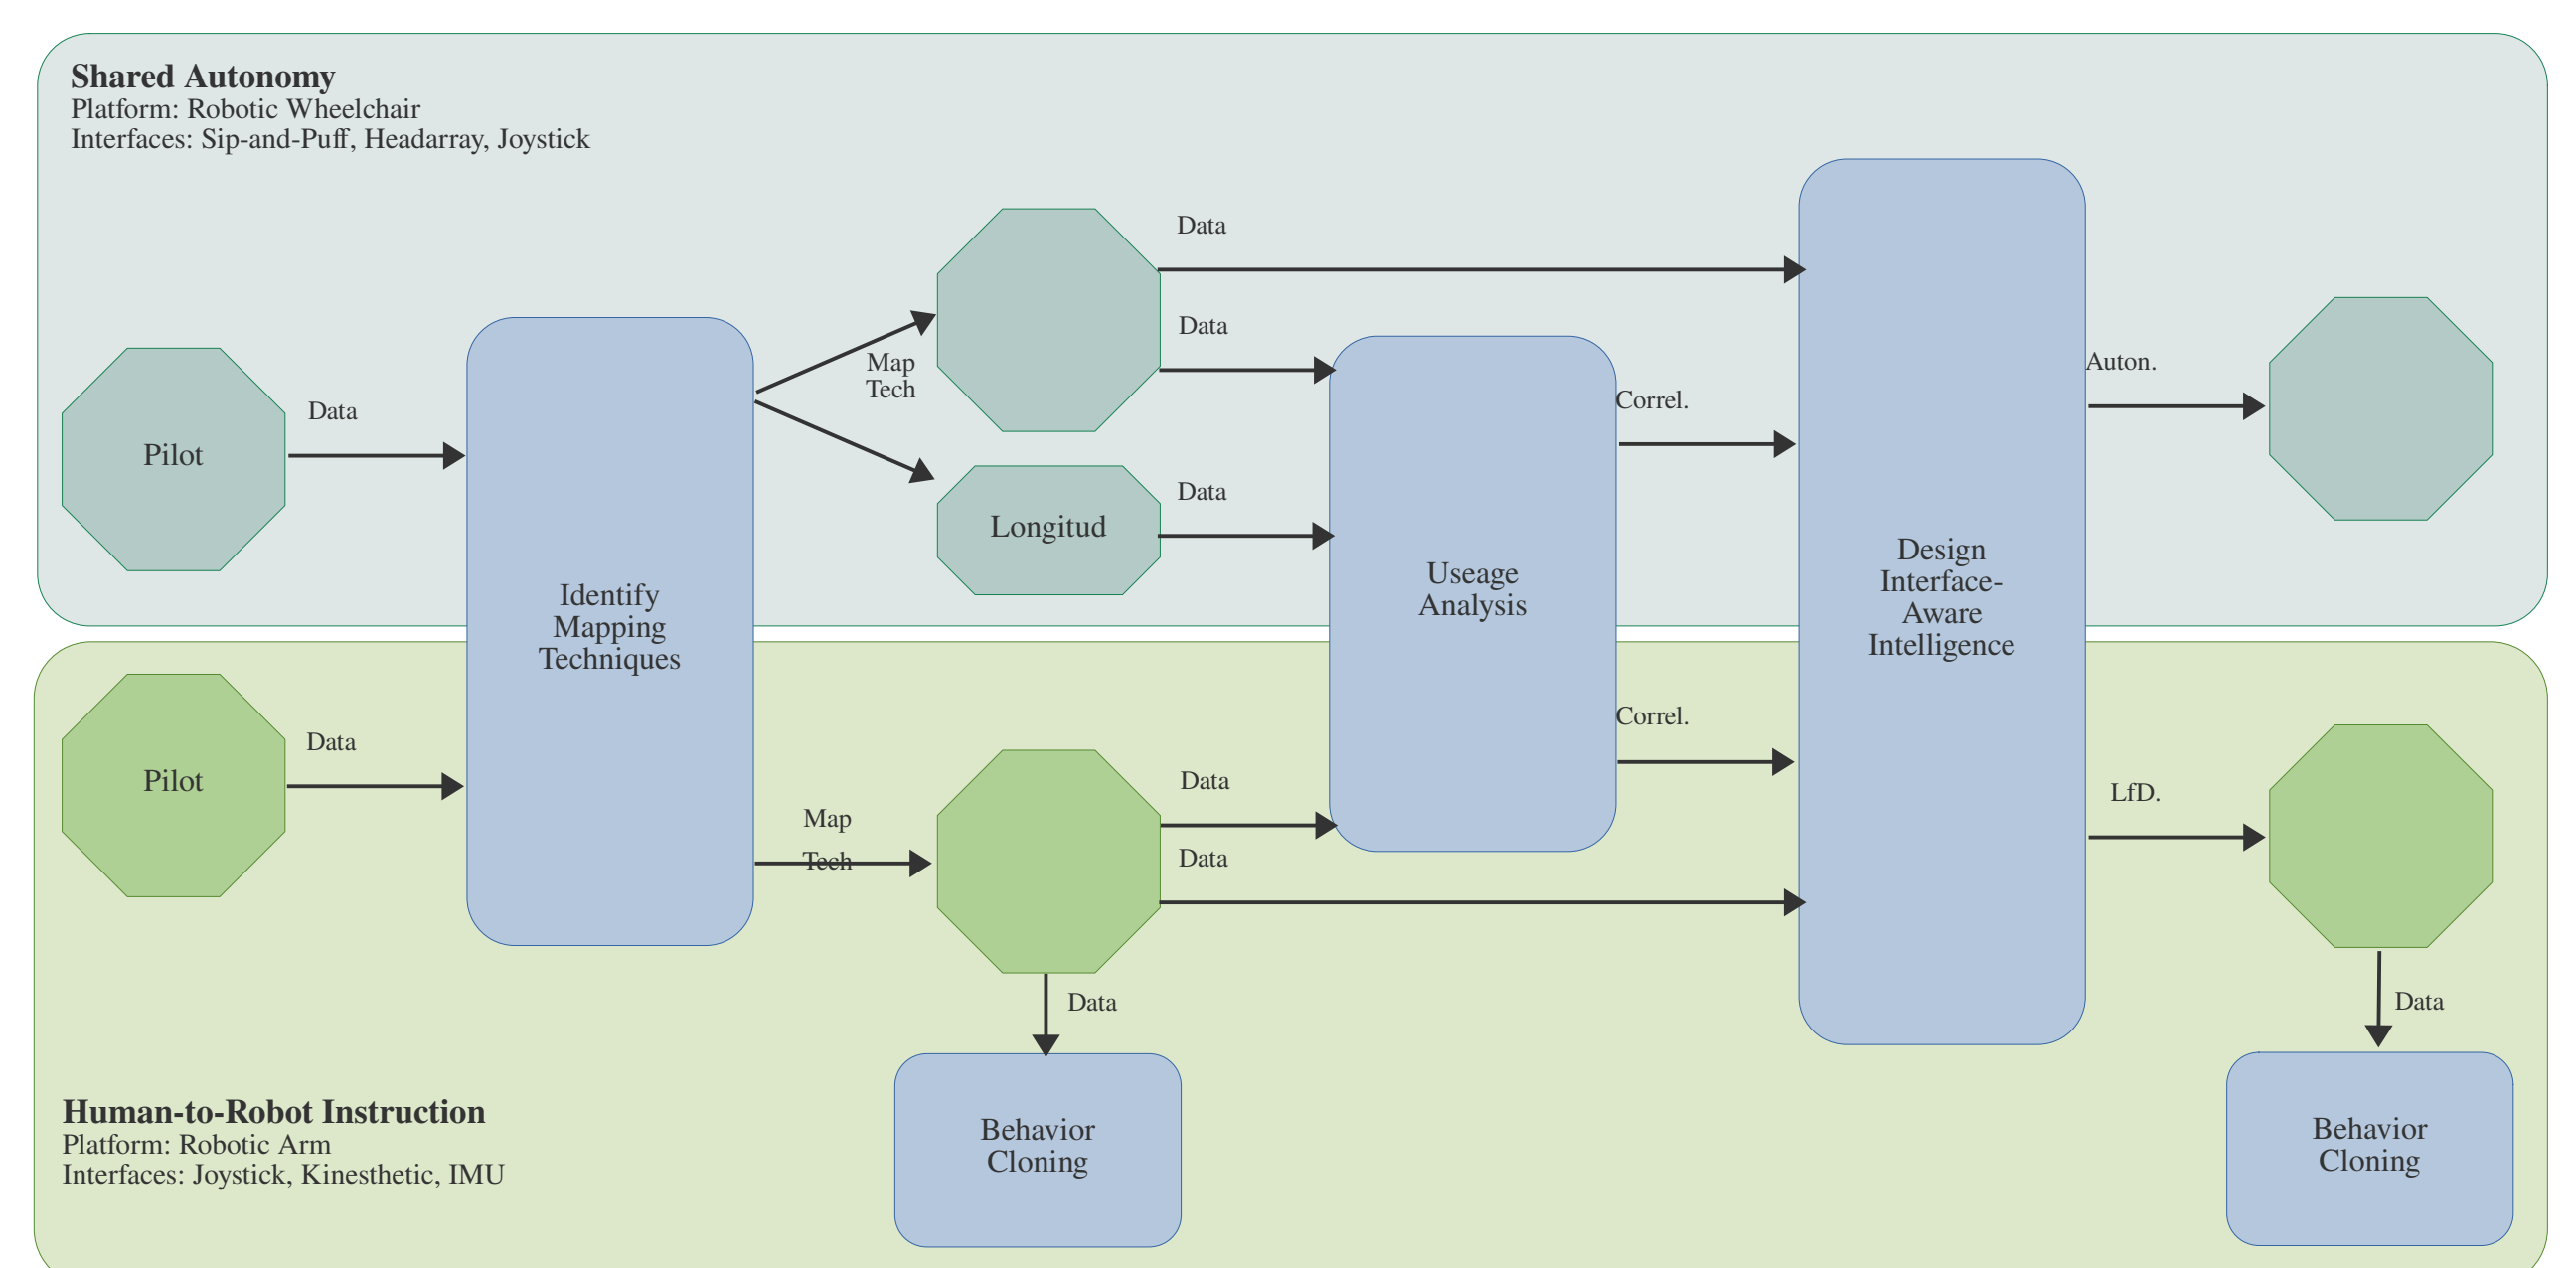 Shared Autonomy
Platform: Robotic Wheelchair
Interfaces: Sip-and-Puff, Headarray, Joystick
Pilot
Data
Identify
Mapping
Techniques
Map
Tech
Longitud
Data
Data
Data
Useage
Analysis
Correl.
Design
Interface-
Aware
Intelligence
Auton.
Pilot
Data
Map
Tech
Data
Data
Correl.
LfD.
Data
Behavior
Cloning
Data
Behavior
Cloning
Human-to-Robot Instruction
Platform: Robotic Arm
Interfaces: Joystick, Kinesthetic, IMU